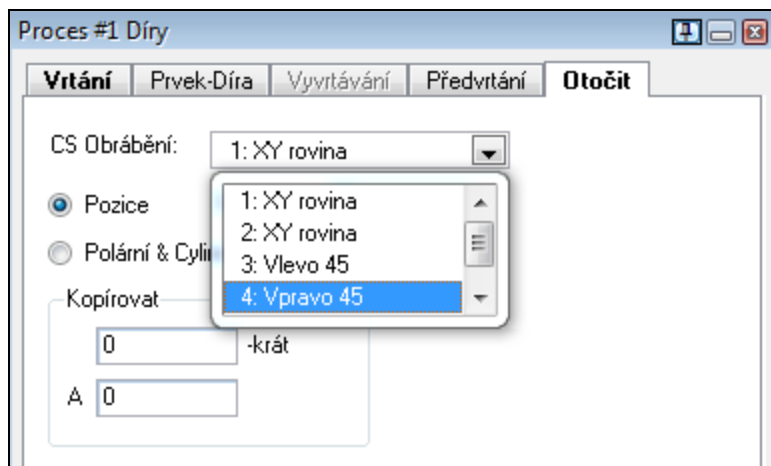 Proces #1 Díry
Vrtání Prvek-Díra Vyvrtávání Předvrtání Otočit
CS Obrábění: 1: XY rovina
1: XY rovina
Pozice
2: XY rovina
Polární &
3: Vlevo 45
4: Vpravo 45
Kopírovat
0 -krát
A 0